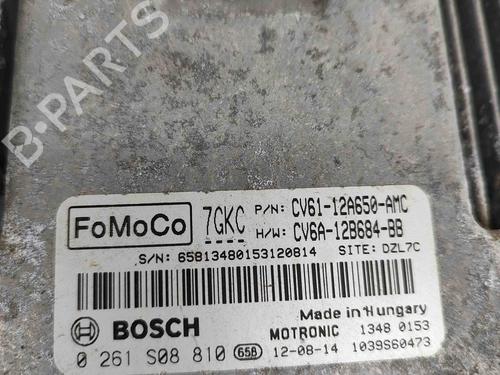 B-PARTS
FoMoCo 7GKC P/N: CV61-12A650-AMC
H/W: CV6A-12B684-BB
S/N: 65813480153120814 SITE: DZL7C
Made in Hungary
BOSCH MOTRONIC 1348 0153
0 261 S08 810 65B 12-08-14 1039S60473
B-PARTS